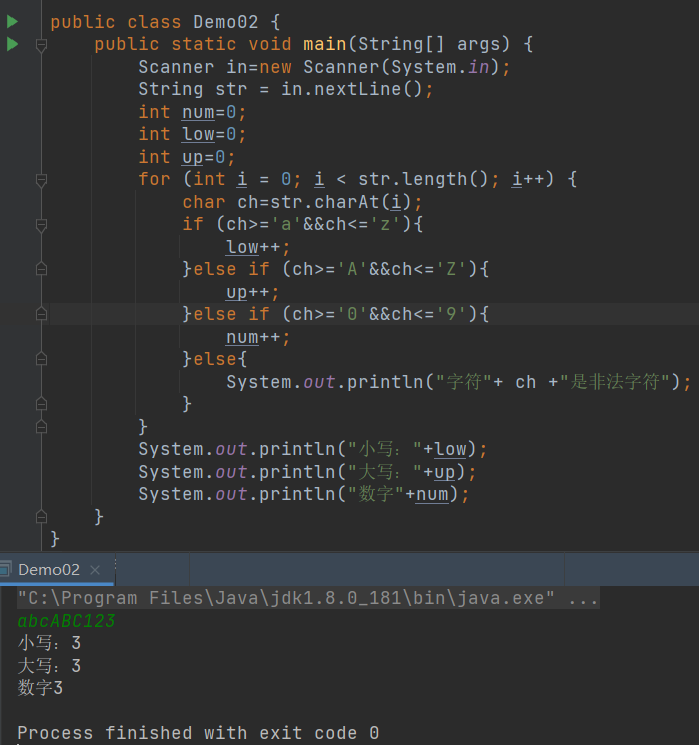 public class Demo02 {
public static void main(String[] args) {
Scanner in=new Scanner(System.in);
String str = in.nextLine();
int num=0;
int low=0;
int up=0;
for (int i = 0; i < str.length(); i++) {
char ch=str.charAt(i);
if (ch>='a'&&ch<='z'){
low++;
}else if (ch>='A'&&ch<='Z'){
up++;
}else if (ch>='0'&&ch<='9'){
num++;
}else{
System.out.println("字符"+ ch +"是非法字符");
}
}
System.out.println("小写："+low);
System.out.println("大写："+up);
System.out.println("数字"+num);
}
}
Demo02 ×
"C:\Program Files\Java\jdk1.8.0_181\bin\java.exe" ...
abcABC123
小写：3
大写：3
数字3
Process finished with exit code 0